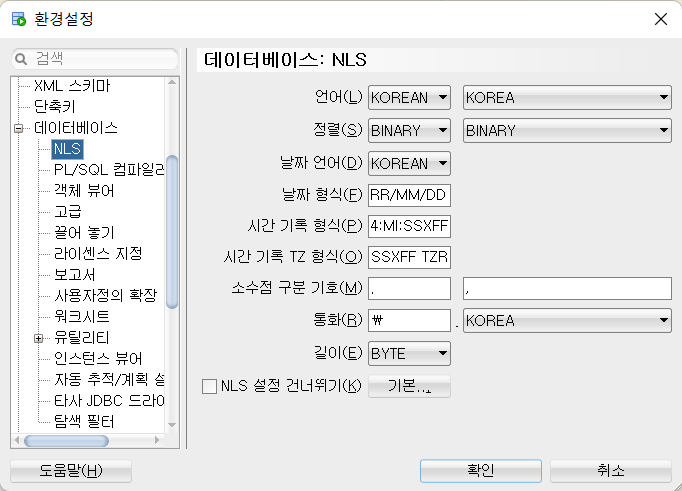 환경설정
검색
XML 스키마
단축키
데이터베이스
NLS
PL/SQL 컴파일러
객체 뷰어
고급
끌어 놓기
라이센스 지정
보고서
사용자정의 확장
워크시트
유틸리티
인스턴스 뷰어
자동 추적/계획 설
타사 JDBC 드라이
탐색 필터
도움말(H)
데이터베이스: NLS
언어(L) KOREAN KOREA
정렬(S) BINARY BINARY
날짜 언어(D) KOREAN
날짜 형식(F) RR/MM/DD
시간 기록 형식(P) 4:MI:SSXFF
시간 기록 TZ 형식(O) SSXFF TZR
소수점 구분 기호(M) . ,
통화(R) ₩ . KOREA
길이(E) BYTE
NLS 설정 건너뛰기(K) 기본...
확인 취소